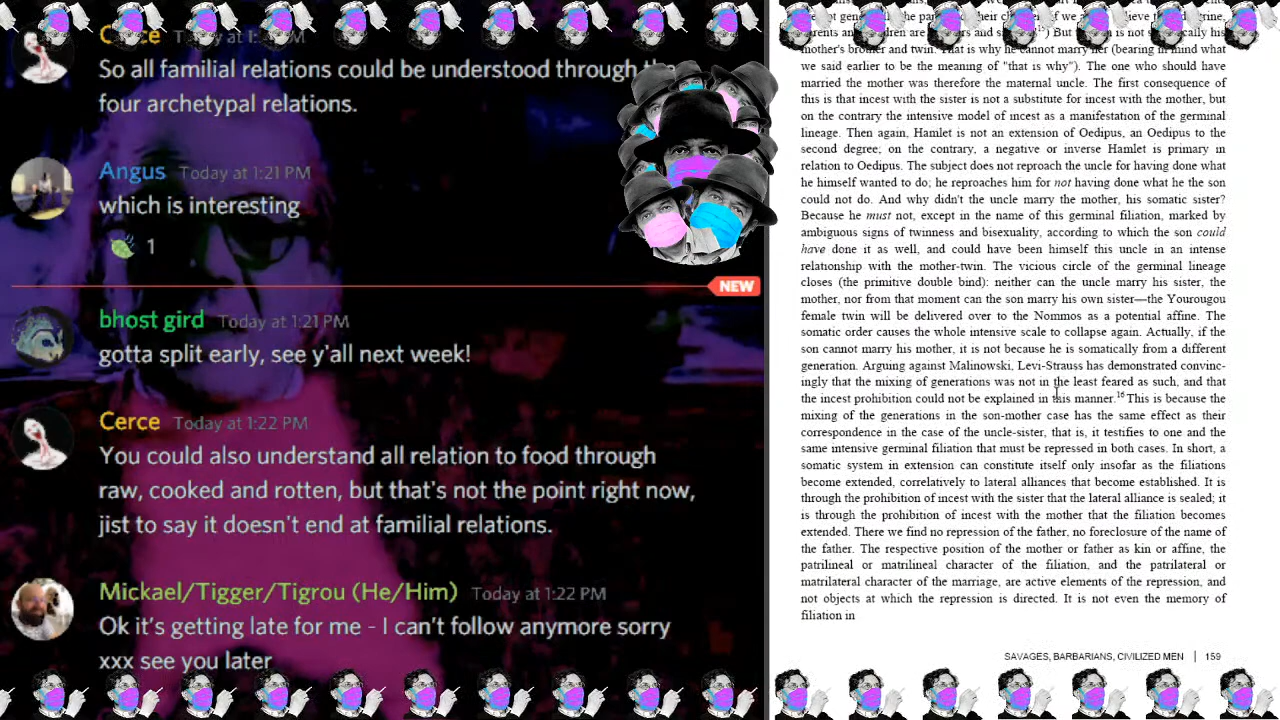 Today at 1:
So all familial relations could be understood through
four archetypal relations.
Angus Today at 1:21 PM
which is interesting
1
NEW
bhost gird Today at 1:21 PM
gotta split early, see y'all next week!
Cerce Today at 1:22 PM
You could also understand all relation to food through
raw, cooked and rotten, but that's not the point right now,
jist to say it doesn't end at familial relations.
Mickael/Tigger/Tigrou (He/Him) Today at 1:22 PM
Ok it's getting late for me - I can't follow anymore sorry
xxx see you later
mother's brother and twin. That is why he cannot marry her (bearing in mind what
we said earlier to be the meaning of "that is why"). The one who should have
married the mother was therefore the maternal uncle. The first consequence of
this is that incest with the sister is not a substitute for incest with the mother, but
on the contrary the intensive model of incest as a manifestation of the germinal
lineage. Then again, Hamlet is not an extension of Oedipus, an Oedipus to the
second degree; on the contrary, a negative or inverse Hamlet is primary in
relation to Oedipus. The subject does not reproach the uncle for having done what
he himself wanted to do; he reproaches him for not having done what he the son
could not do. And why didn't the uncle marry the mother, his somatic sister?
Because he must not, except in the name of this germinal filiation, marked by
ambiguous signs of twinness and bisexuality, according to which the son could
have done it as well, and could have been himself this uncle in an intense
relationship with the mother-twin. The vicious circle of the germinal lineage
closes (the primitive double bind): neither can the uncle marry his sister, the
mother, nor from that moment can the son marry his own sister—the Yourougou
female twin will be delivered over to the Nommos as a potential affine. The
somatic order causes the whole intensive scale to collapse again. Actually, if the
son cannot marry his mother, it is not because he is somatically from a different
generation. Arguing against Malinowski, Levi-Strauss has demonstrated convinc-
ingly that the mixing of generations was not in the least feared as such, and that
the incest prohibition could not be explained in this manner.16 This is because the
mixing of the generations in the son-mother case has the same effect as their
correspondence in the case of the uncle-sister, that is, it testifies to one and the
same intensive germinal filiation that must be repressed in both cases. In short, a
somatic system in extension can constitute itself only insofar as the filiations
become extended, correlatively to lateral alliances that become established. It is
through the prohibition of incest with the sister that the lateral alliance is sealed; it
is through the prohibition of incest with the mother that the filiation becomes
extended. There we find no repression of the father, no foreclosure of the name of
the father. The respective position of the mother or father as kin or affine, the
patrilineal or matrilineal character of the filiation, and the patrilateral or
matrilateral character of the marriage, are active elements of the repression, and
not objects at which the repression is directed. It is not even the memory of
filiation in
SAVAGES, BARBARIANS, CIVILIZED MEN | 159